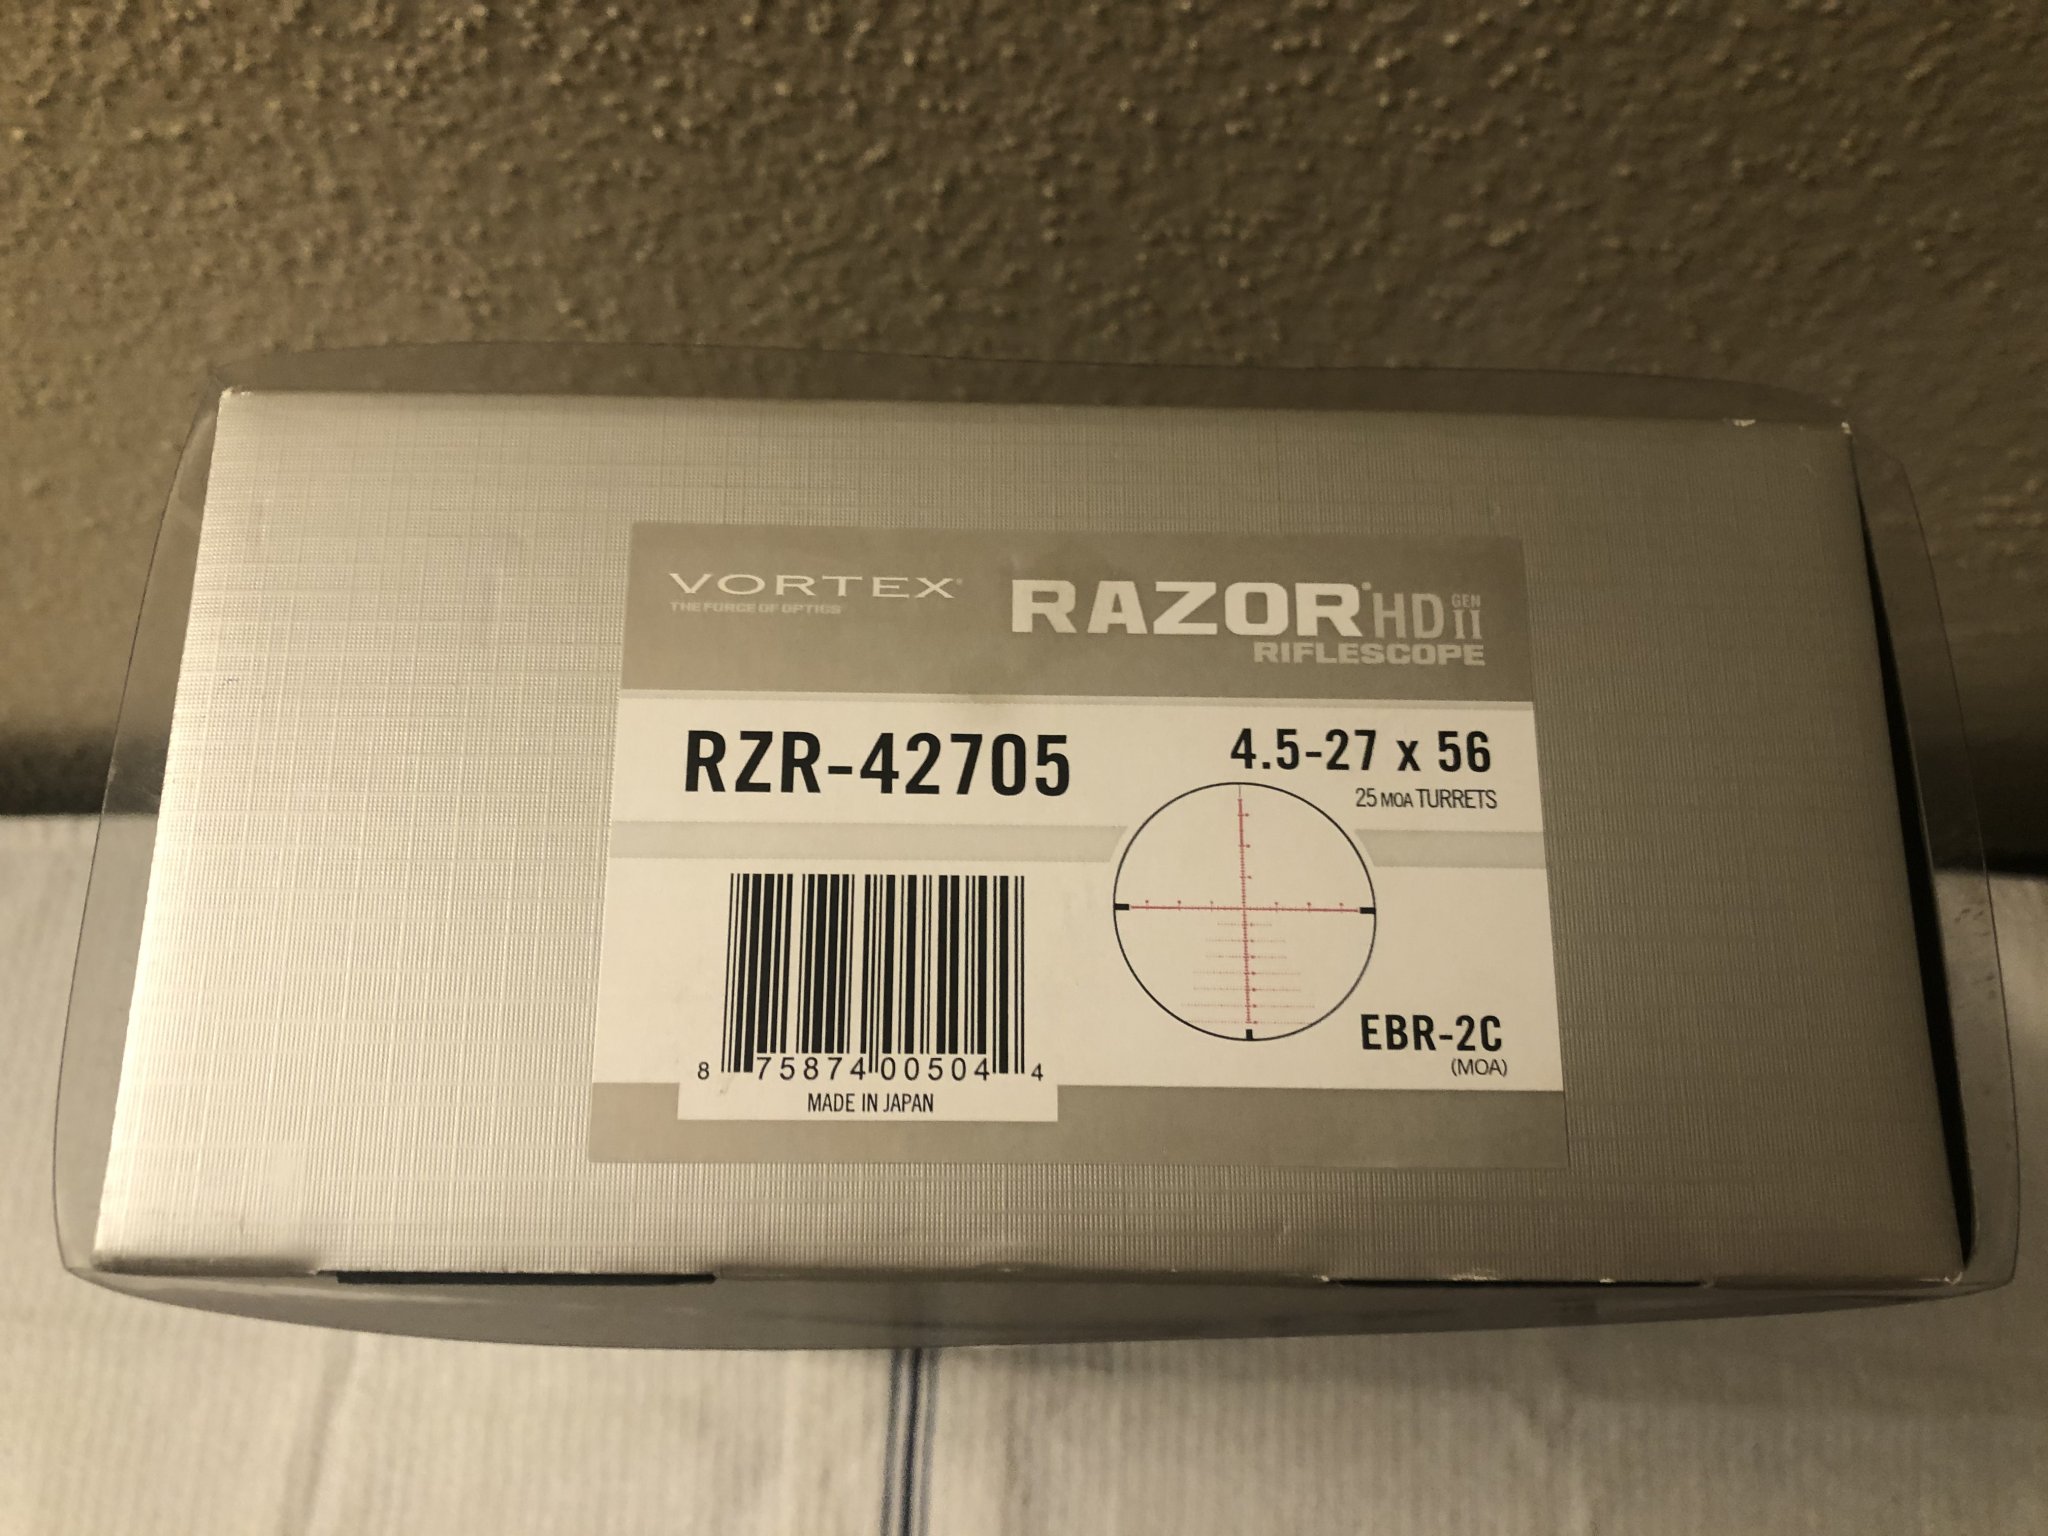 VORTEX®
THE FORCE OF OPTICS
RAZOR® HD GEN II
RIFLESCOPE
RZR-42705
4.5-27 x 56
25 MOA TURRETS
EBR-2C
(MOA)
8 75874 00504 4
MADE IN JAPAN